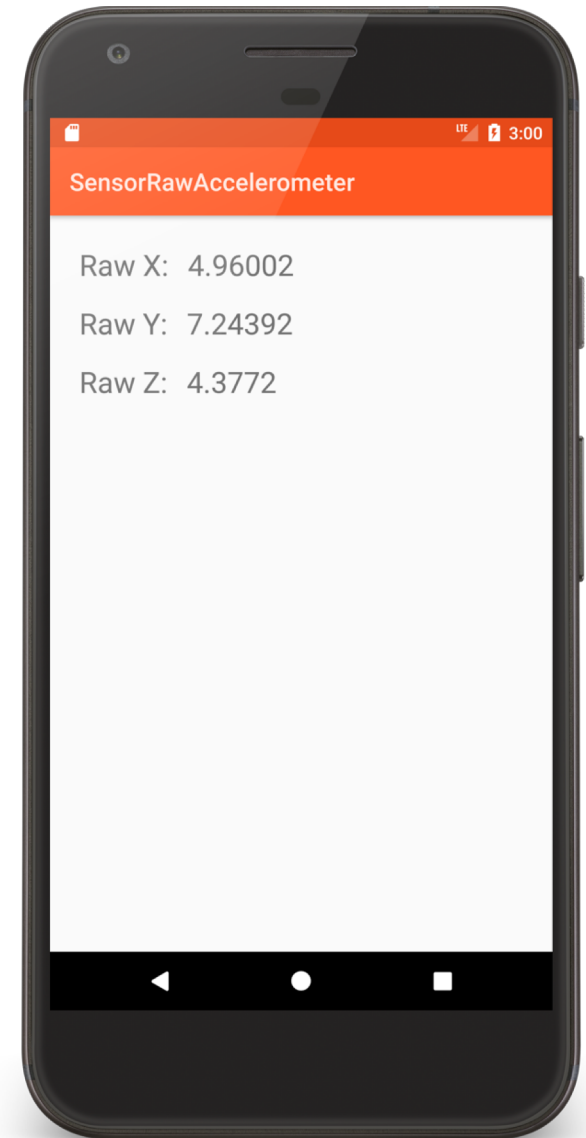 LTE 3:00
SensorRawAccelerometer
Raw X: 4.96002
Raw Y: 7.24392
Raw Z: 4.3772